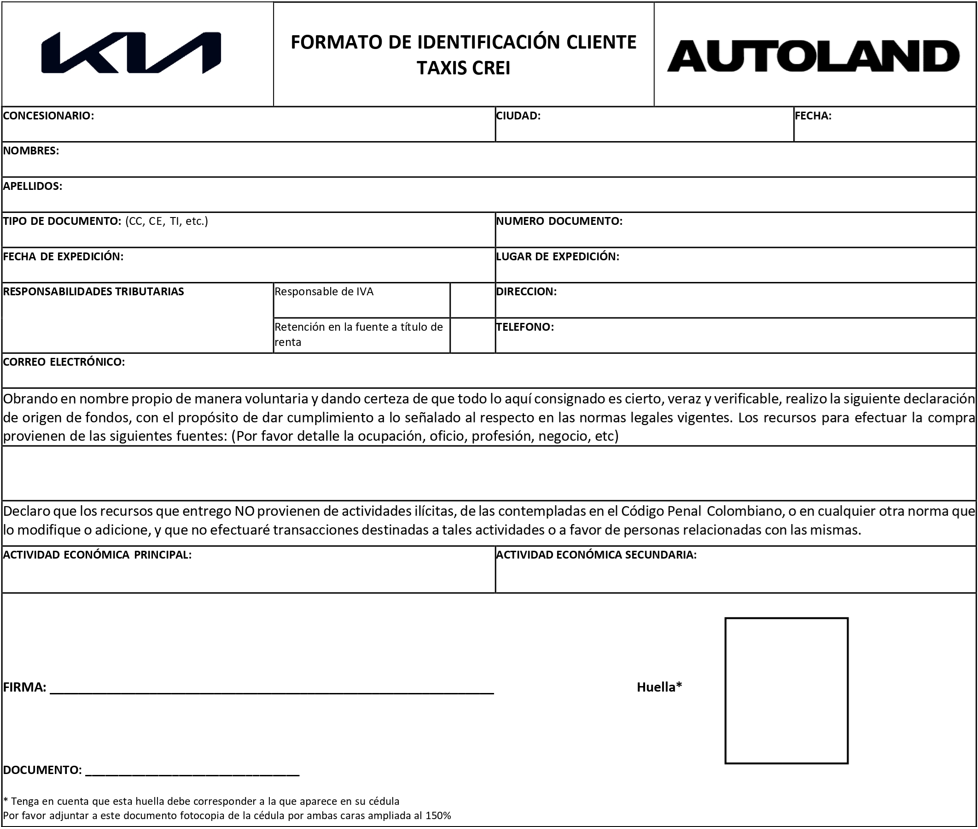 KIA
FORMATO DE IDENTIFICACIÓN CLIENTE
TAXIS CREI
AUTOLAND
CONCESIONARIO:
CIUDAD:
FECHA:
NOMBRES:
APELLIDOS:
TIPO DE DOCUMENTO: (CC, CE, TI, etc.)
NUMERO DOCUMENTO:
FECHA DE EXPEDICIÓN:
LUGAR DE EXPEDICIÓN:
RESPONSABILIDADES TRIBUTARIAS
Responsable de IVA
DIRECCION:
Retención en la fuente a título de
renta
TELEFONO:
CORREO ELECTRÓNICO:
Obrando en nombre propio de manera voluntaria y dando certeza de que todo lo aquí consignado es cierto, veraz y verificable, realizo la siguiente declaración
de origen de fondos, con el propósito de dar cumplimiento a lo señalado al respecto en las normas legales vigentes. Los recursos para efectuar la compra
provienen de las siguientes fuentes: (Por favor detalle la ocupación, oficio, profesión, negocio, etc)
Declaro que los recursos que entrego NO provienen de actividades ilícitas, de las contempladas en el Código Penal Colombiano, o en cualquier otra norma que
lo modifique o adicione, y que no efectuaré transacciones destinadas a tales actividades o a favor de personas relacionadas con las mismas.
ACTIVIDAD ECONÓMICA PRINCIPAL:
ACTIVIDAD ECONÓMICA SECUNDARIA:
FIRMA: ____________________
Huella*
DOCUMENTO: ____________________
* Tenga en cuenta que esta huella debe corresponder a la que aparece en su cédula
Por favor adjuntar a este documento fotocopia de la cédula por ambas caras ampliada al 150%